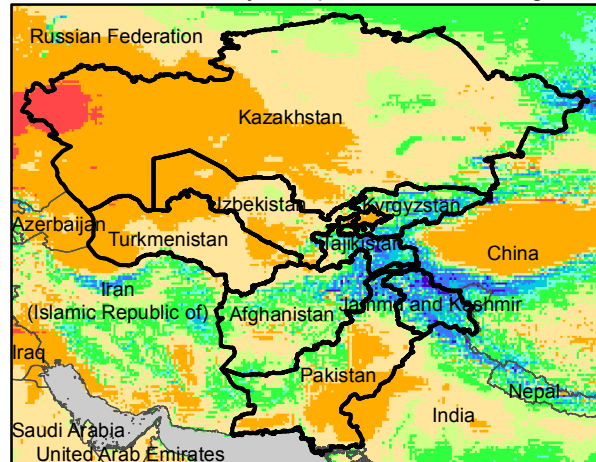 Russian Federation
Kazakhstan
Uzbekistan
Kyrgyzstan
Azerbaijan
Turkmenistan
Tajikistan
China
Iran
(Islamic Republic of)
Afghanistan
Jammu and Kashmir
Iraq
Pakistan
Nepal
India
Saudi Arabia
United Arab Emirates